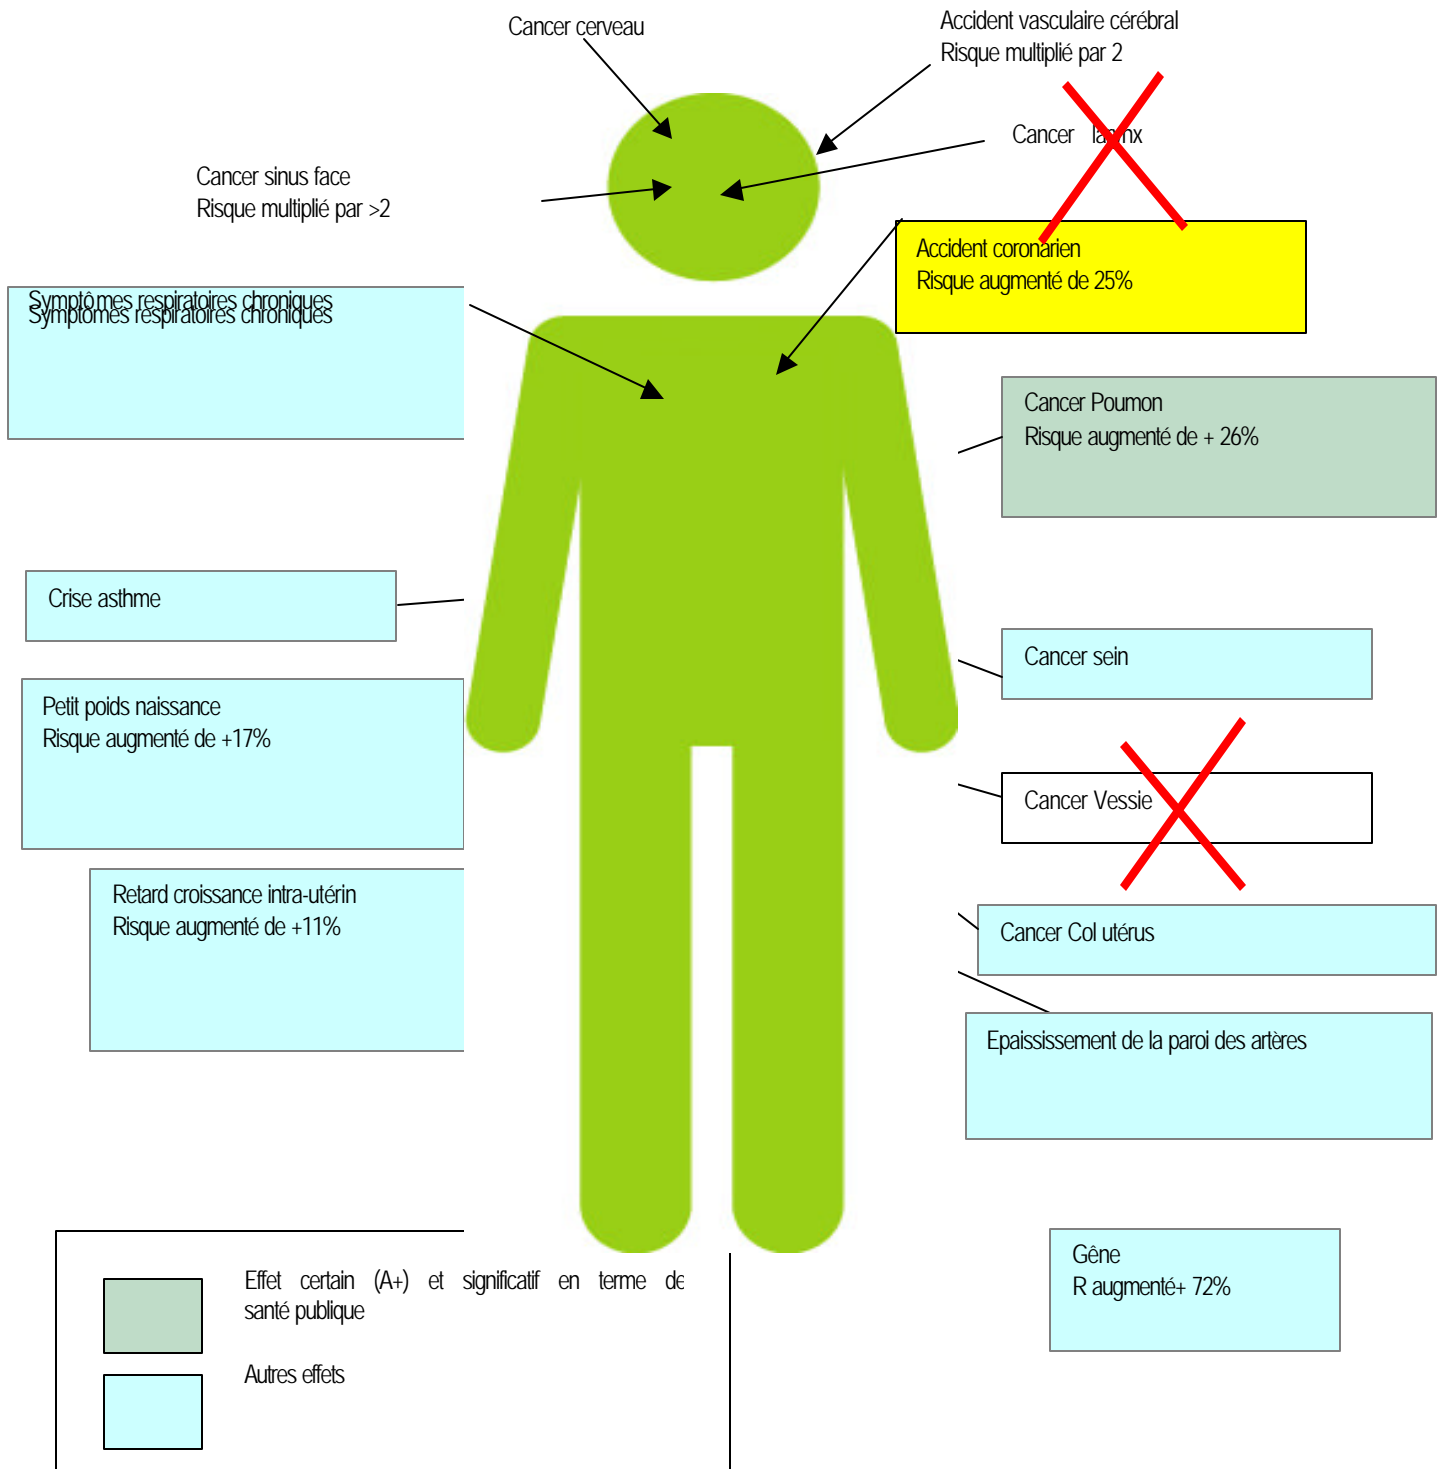 Cancer cerveau
Accident vasculaire cérébral
Risque multiplié par 2
Cancer
Cancer sinus face
Risque multiplié par >2
Accident coronarien
Risque augmenté de 25%
Symptômes respiratoires chroniques
Symptômes respiratoires chroniques
Cancer Poumon
Risque augmenté de + 26%
Crise asthme
Cancer sein
Petit poids naissance
Risque augmenté de +17%
Cancer Vessie
Retard croissance intra-utérin
Risque augmenté de +11%
Cancer Col utérus
Epaississement de la paroi des artères
Gêne
R augmenté+ 72%
Effet certain (A+) et significatif en terme de
santé publique
Autres effets